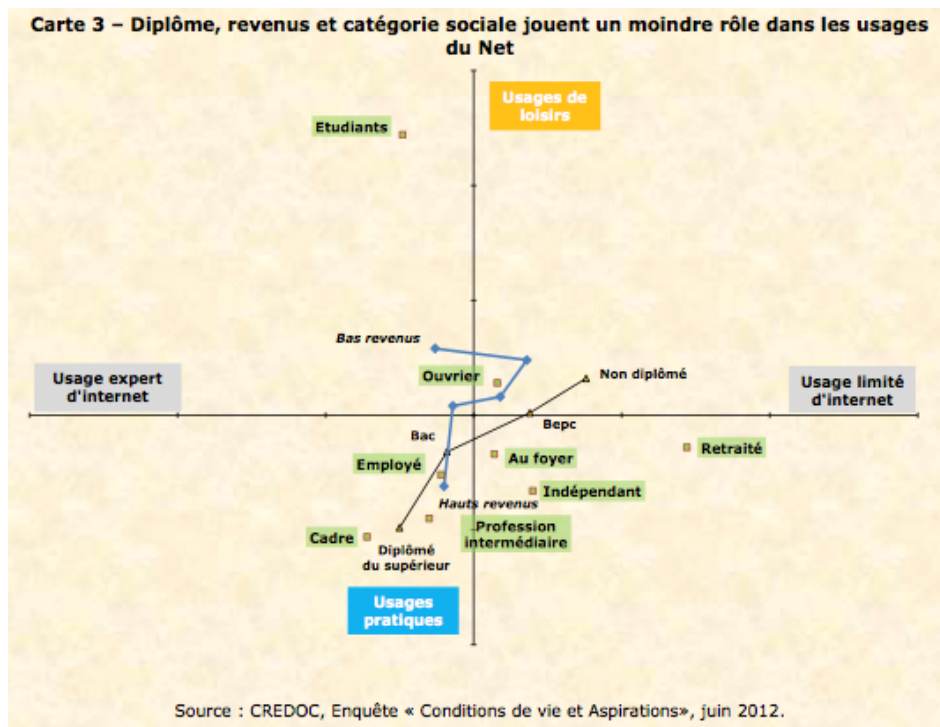 Carte 3 – Diplôme, revenus et catégorie sociale jouent un moindre rôle dans les usages
du Net
Usages de
loisirs
Etudiants
Bas revenus
Ouvrier
Non diplômé
Usage expert
d'internet
Usage limité
d'internet
Bepc
Bac
Employé
Au foyer
Retraité
Hauts revenus
Indépendant
Cadre
Diplômé
du supérieur
Profession
intermédiaire
Usages
pratiques
Source : CREDOC, Enquête « Conditions de vie et Aspirations», juin 2012.